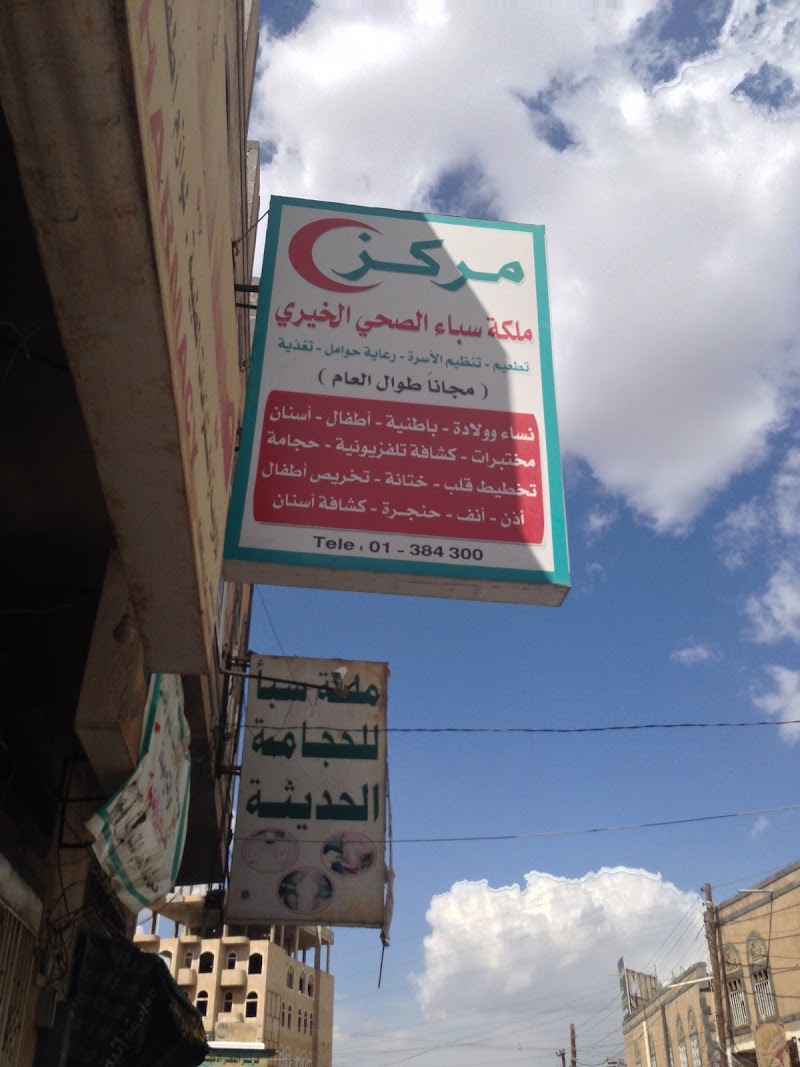 مركز
ملكة سباء الصحي الخيري
تطعيم - تنظيم الأسرة - رعاية حوامل - تغذية
( مجاناً طوال العام )
نساء وولادة - باطنية - أطفال - أسنان
مختبرات - كشافة تلفزيونية - حجامة
تخطيط قلب - ختانة - تخريص أطفال
أذن - أنف - حنجرة - كشافة أسنان
Tele : 01 - 384 300
ملكة سبأ
للحجامة
الحديثة